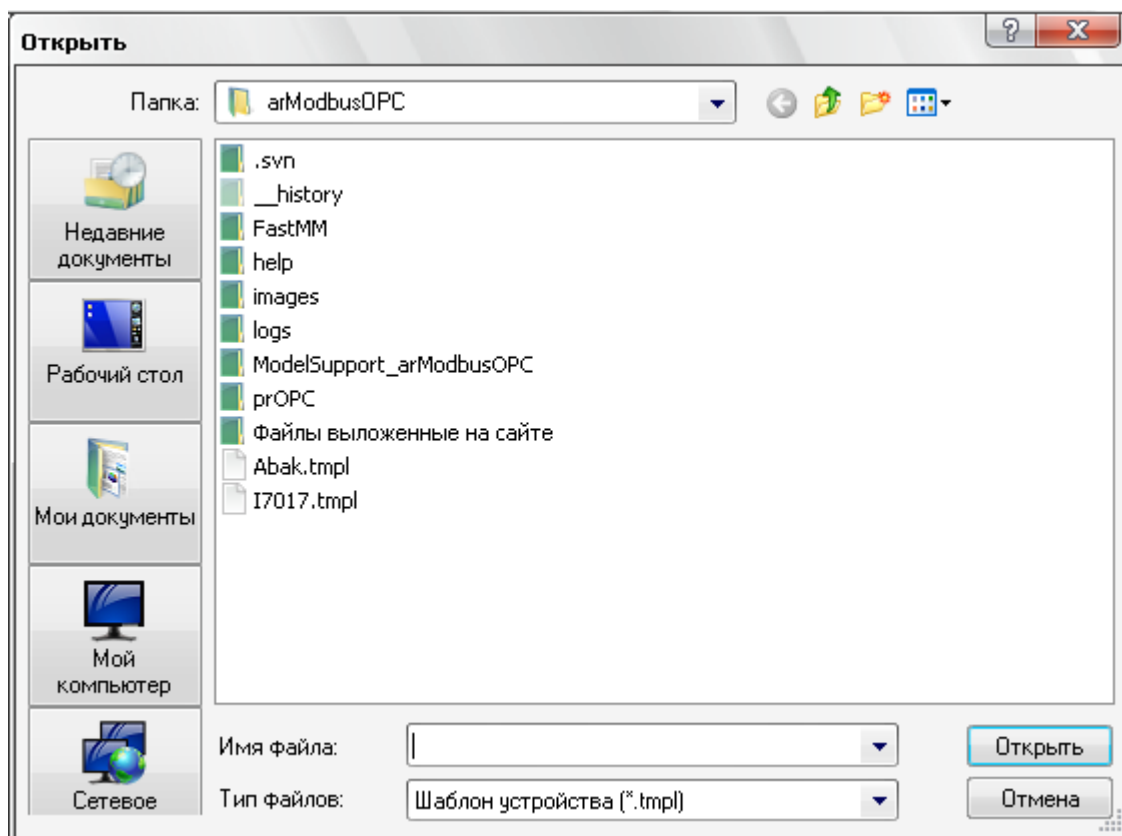 Открыть
?
X
Папка: arModbusOPC
.svn
__history
FastMM
help
images
logs
ModelSupport_arModbusOPC
prOPC
Файлы выложенные на сайте
Abak.tmpl
I7017.tmpl
Недавние
документы
Рабочий стол
Мои документы
Мой
компьютер
Сетевое
Имя файла:
Открыть
Тип файлов: Шаблон устройства (*.tmpl)
Отмена